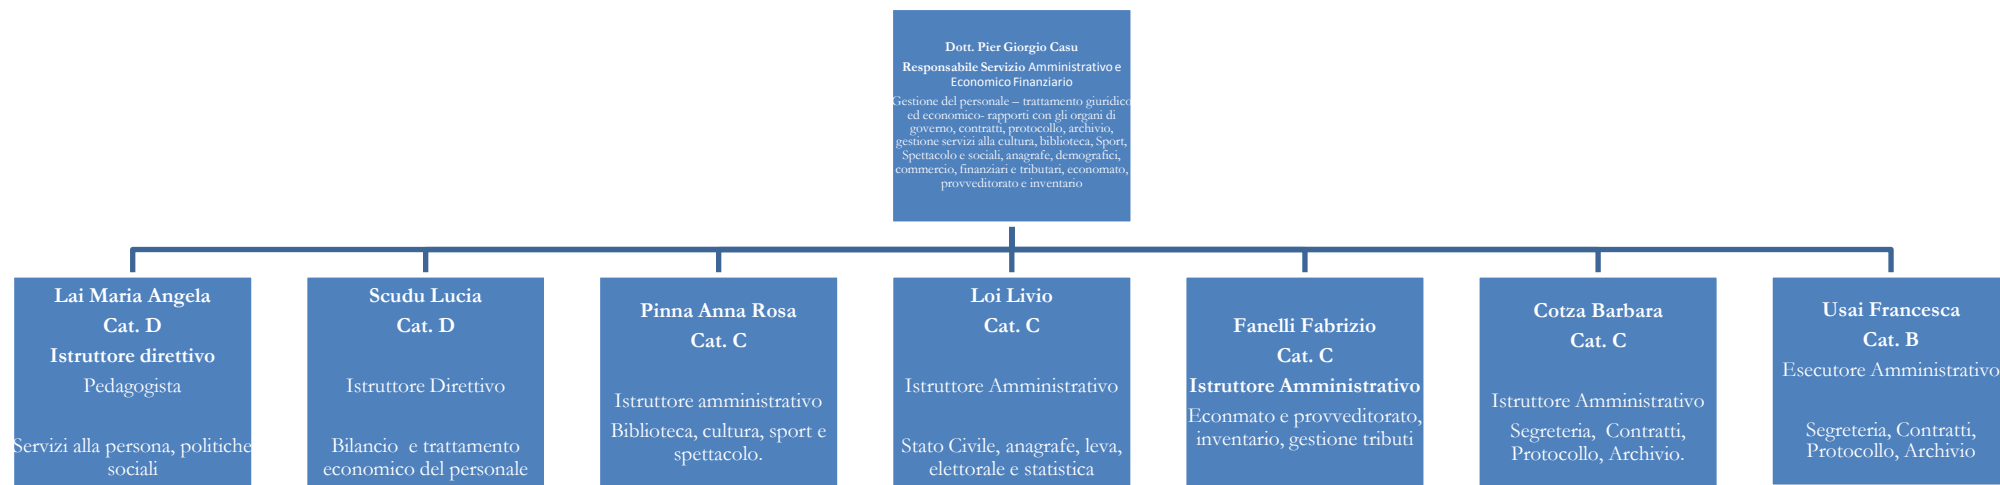 Dott. Pier Giorgio Casu
Responsabile Servizio Amministrativo e
Economico Finanziario
Gestione del personale – trattamento giuridico
ed economico- rapporti con gli organi di
governo, contratti, protocollo, archivio,
gestione servizi alla cultura, biblioteca, Sport,
Spettacolo e sociali, anagrafe, demografici,
commercio, finanziari e tributari, economato,
provveditorato e inventario
Lai Maria Angela
Cat. D
Istruttore direttivo
Pedagogista
Servizi alla persona, politiche
sociali
Scudu Lucia
Cat. D
Istruttore Direttivo
Bilancio e trattamento
economico del personale
Pinna Anna Rosa
Cat. C
Istruttore amministrativo
Biblioteca, cultura, sport e
spettacolo.
Loi Livio
Cat. C
Istruttore Amministrativo
Stato Civile, anagrafe, leva,
elettorale e statistica
Fanelli Fabrizio
Cat. C
Istruttore Amministrativo
Econmato e provveditorato,
inventario, gestione tributi
Cotza Barbara
Cat. C
Istruttore Amministrativo
Segreteria, Contratti,
Protocollo, Archivio.
Usai Francesca
Cat. B
Esecutore Amministrativo
Segreteria, Contratti,
Protocollo, Archivio